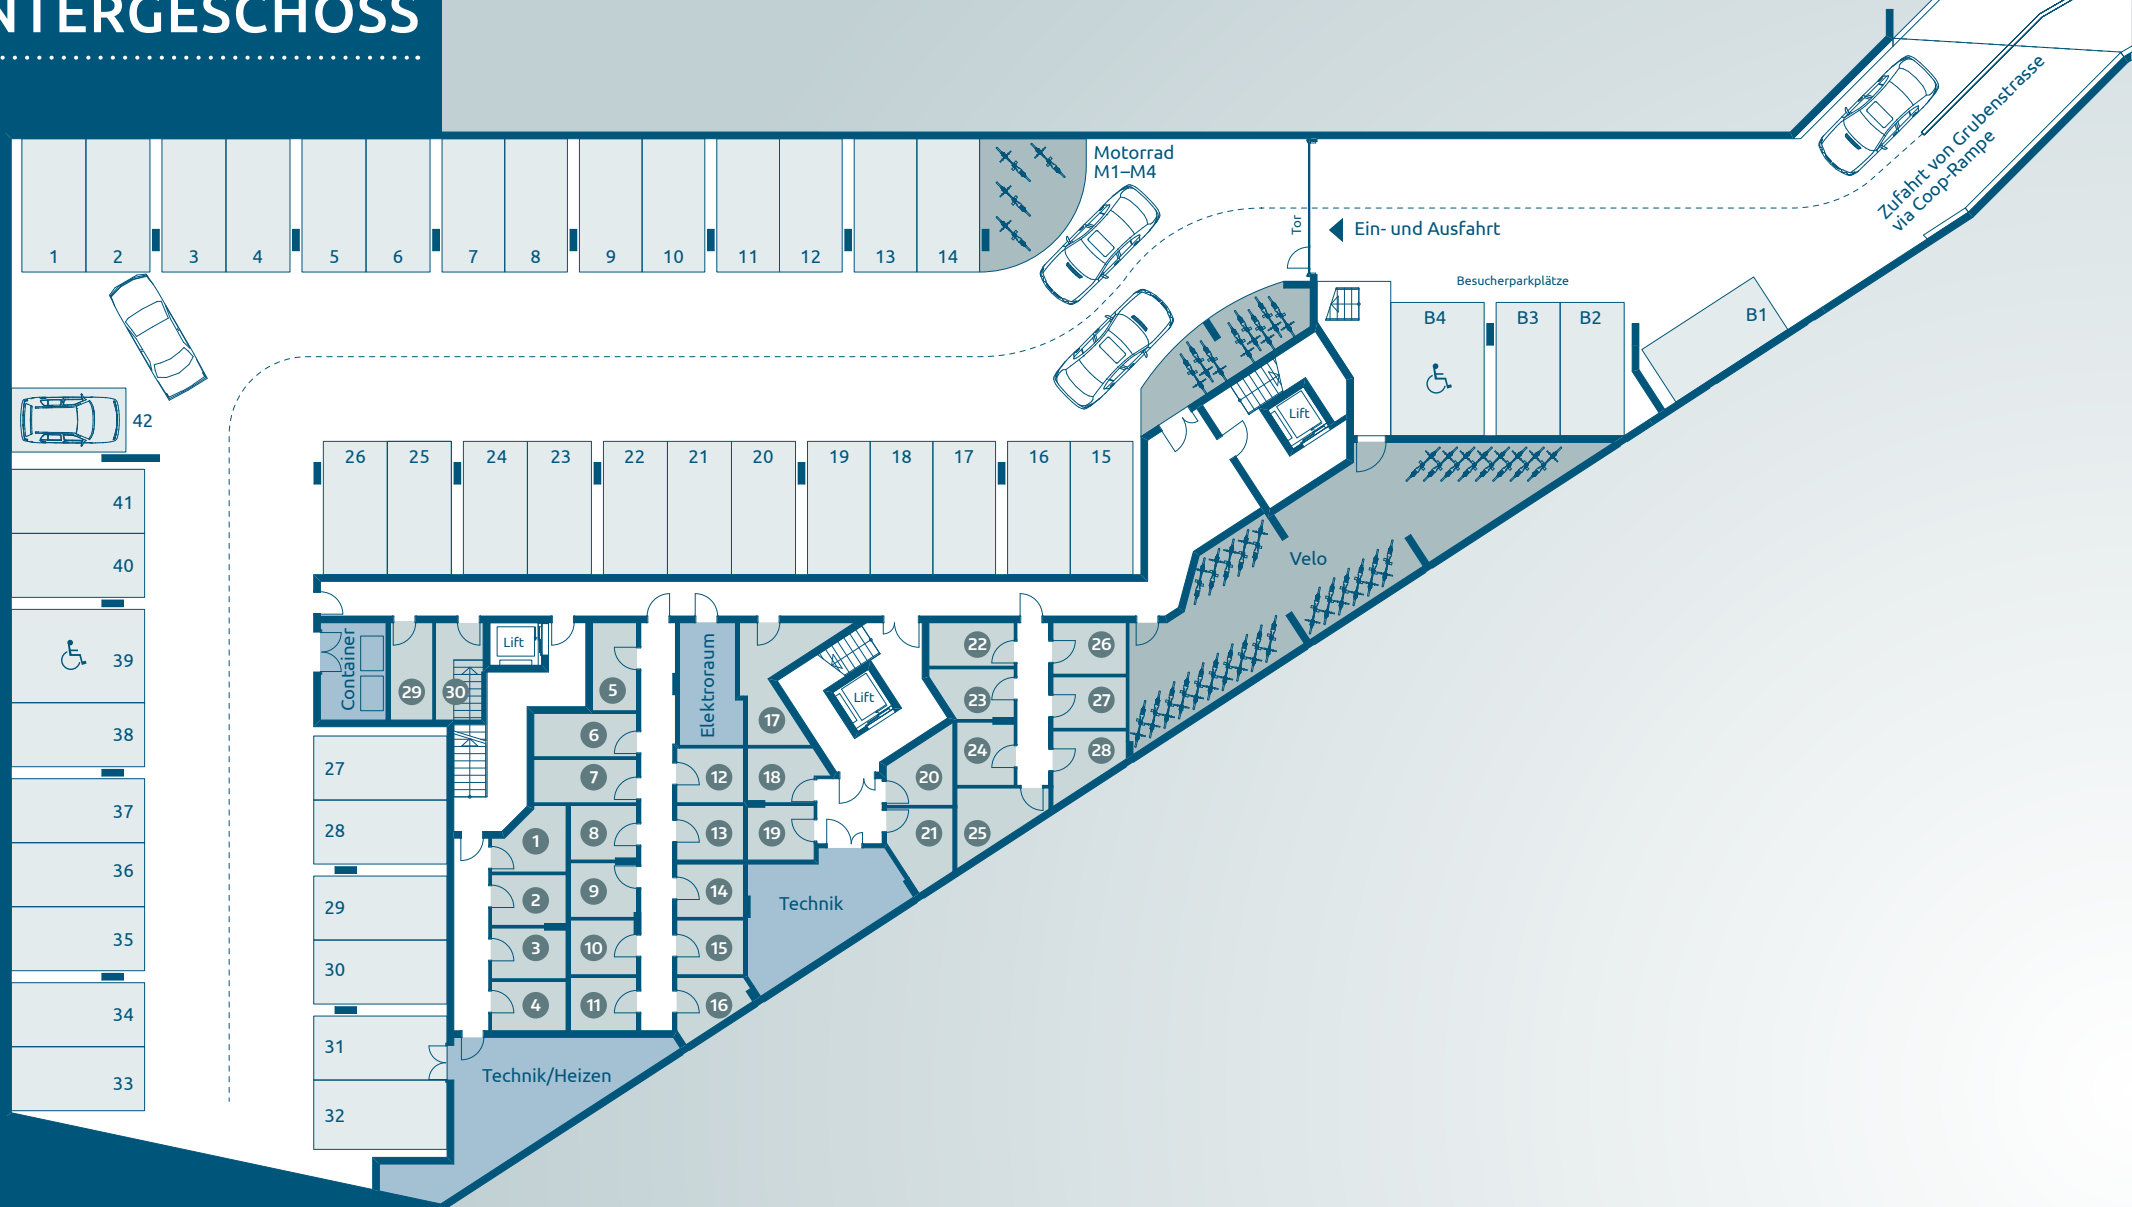 NTERGESCHOSS
Motorrad
M1–M4
Zufahrt von Grubenstrasse
via Coop-Rampe
Tor
Ein- und Ausfahrt
1 2 3 4 5 6 7 8 9 10 11 12 13 14
Besucherparkplätze
B4 B3 B2 B1
Lift
42
26 25 24 23 22 21 20 19 18 17 16 15
41
40
39
38
37
36
35
34
33
Velo
Container
29 30
Lift
5
Elektroraum
17
Lift
22 26
23 27
24 28
6
7
12 18 20
27
28
29
30
31
32
1 8 13 19 21 25
2 9 14
3 10 15
4 11 16
Technik
Technik/Heizen